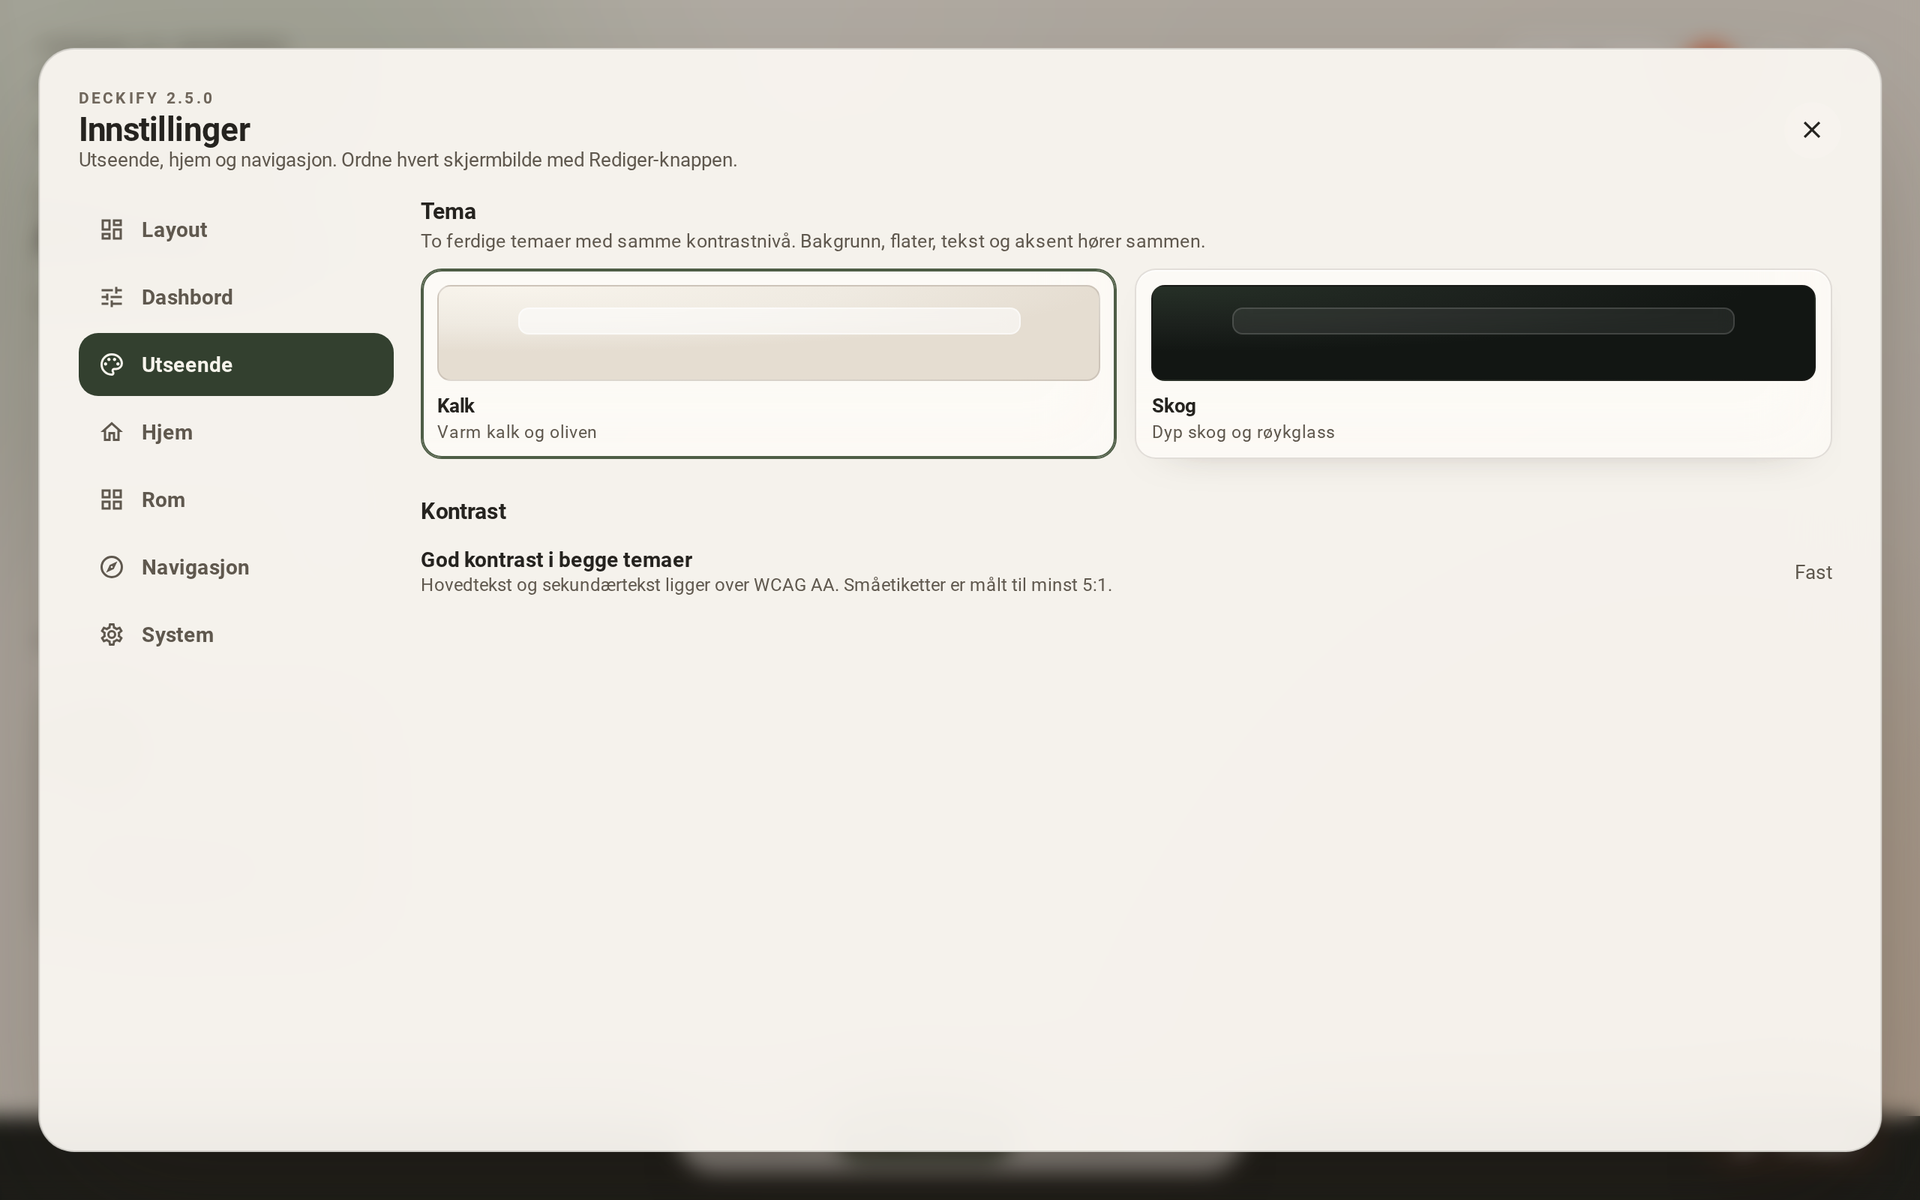 DECKIFY 2.5.0
Innstillinger
Utseende, hjem og navigasjon. Ordne hvert skjermbilde med Rediger-knappen.
Layout
Dashbord
Utseende
Hjem
Rom
Navigasjon
System
Tema
To ferdige temaer med samme kontrastnivå. Bakgrunn, flater, tekst og aksent hører sammen.
Kalk
Varm kalk og oliven
Skog
Dyp skog og røykglass
Kontrast
God kontrast i begge temaer
Hovedtekst og sekundærtekst ligger over WCAG AA. Småetiketter er målt til minst 5:1.
Fast